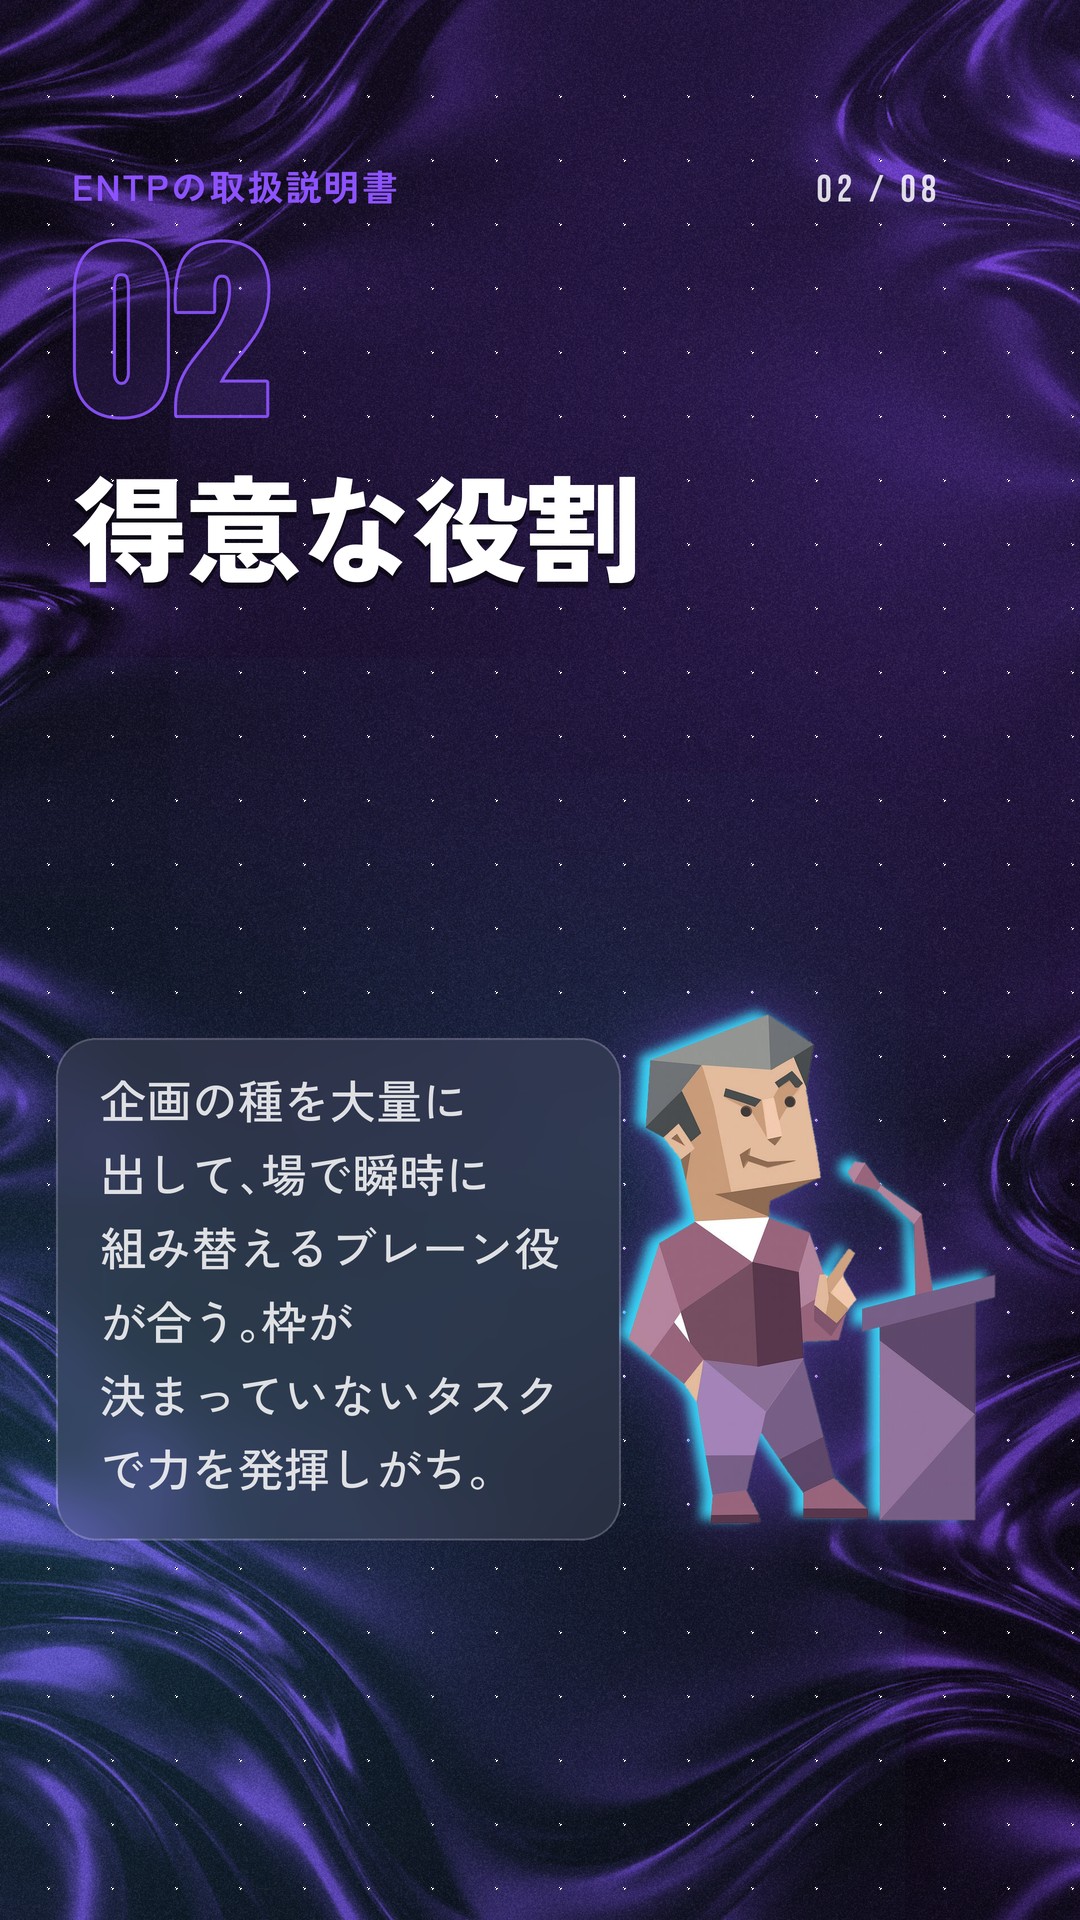 ENTPの取扱説明書
02 / 08
02
得意な役割
企画の種を大量に
出して、場で瞬時に
組み替えるブレーン役
が合う。枠が
決まっていないタスク
で力を発揮しがち。